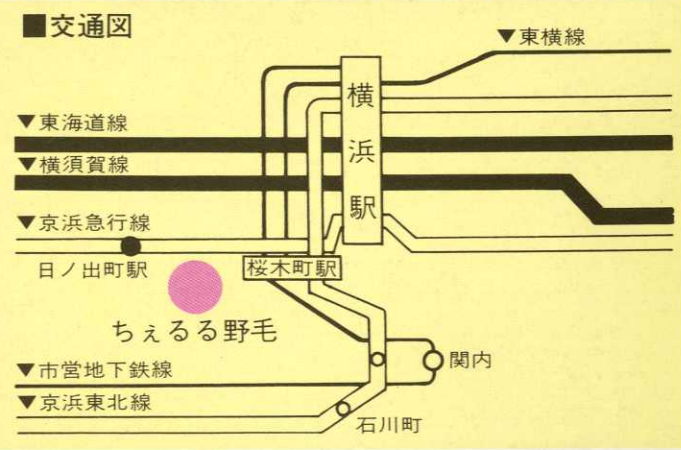 ■交通図
▼東横線
横浜駅
▼東海道線
▼横須賀線
▼京浜急行線
日ノ出町駅
桜木町駅
ちぇるる野毛
▼市営地下鉄線
関内
▼京浜東北線
石川町